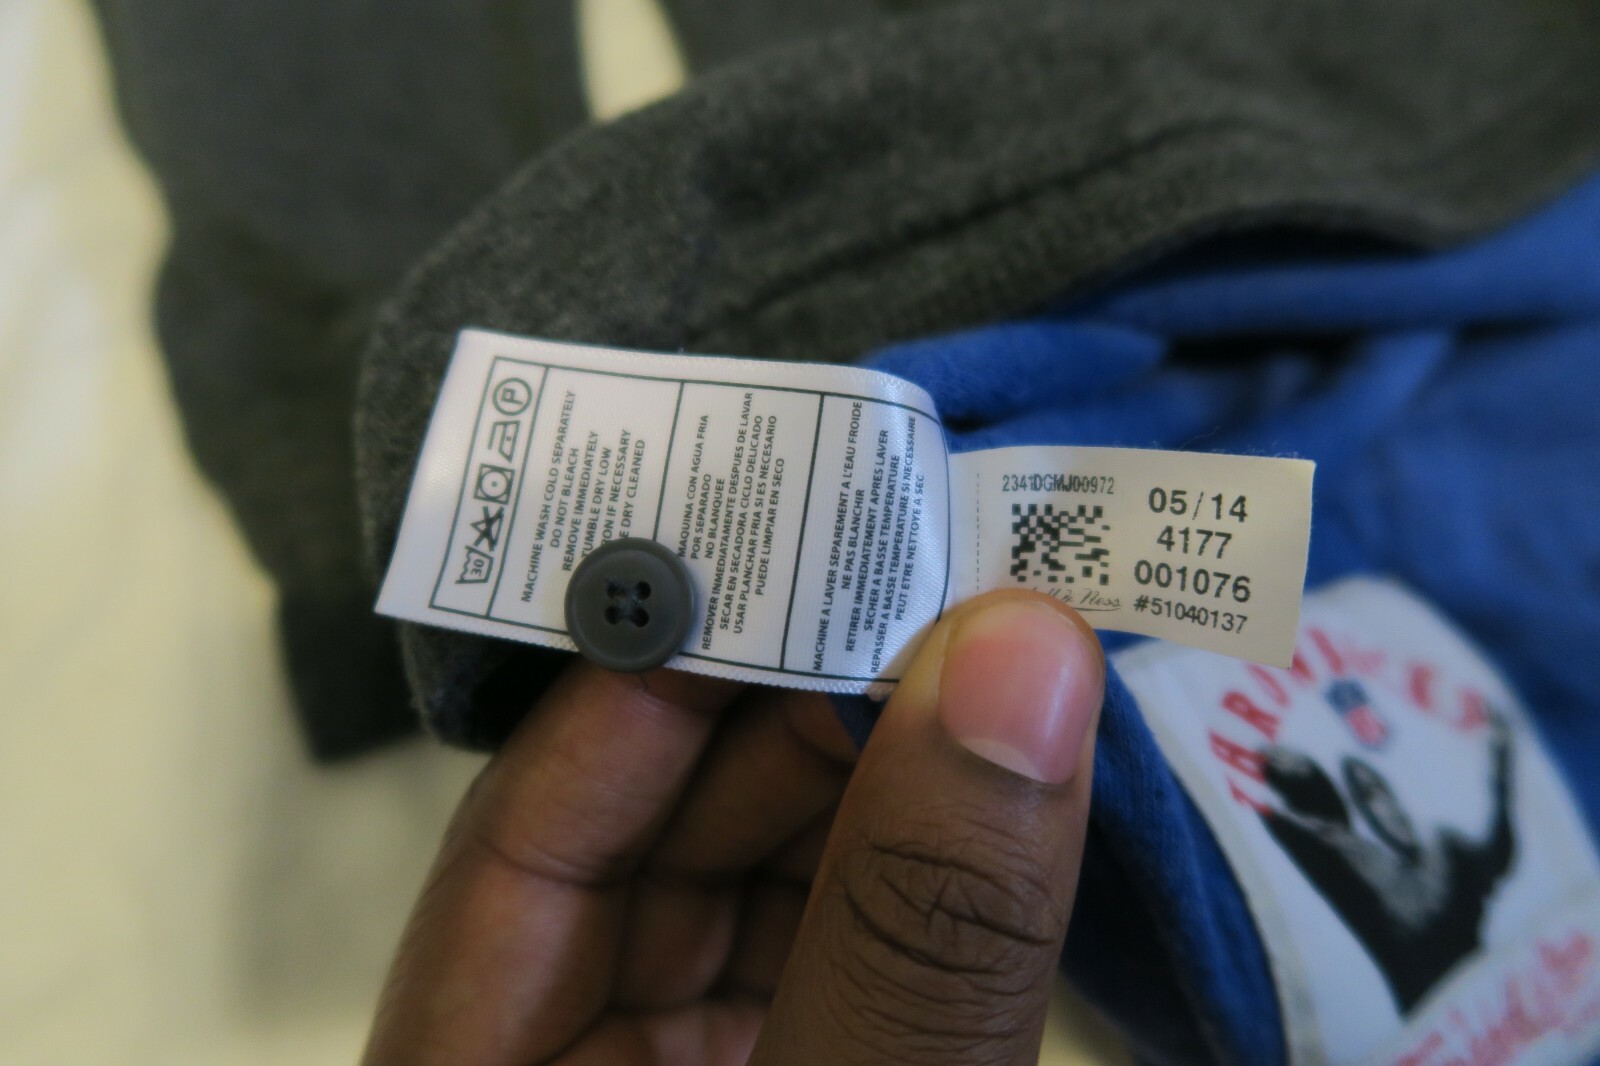 30
P
MACHINE WASH COLD SEPARATELY
DO NOT BLEACH
REMOVE IMMEDIATELY
TUMBLE DRY LOW
ION IF NECESSARY
E DRY CLEANED
MAQUINA CON AGUA FRIA
POR SEPARADO
NO BLANQUEE
REMOVER INMEDIATAMENTE DESPUES DE LAVAR
SECAR EN SECADORA CICLO DELICADO
USAR PLANCHAR FRIA SI ES NECESARIO
PUEDE LIMPIAR EN SECO
MACHINE A LAVER SEPAREMENT A L'EAU FROIDE
NE PAS BLANCHIR
RETIRER IMMEDIATEMENT APRES LAVER
SECHER A BASSE TEMPERATURE
REPASSER A BASSE TEMPERATURE SI NECESSAIRE
PEUT ETRE NETTOYE A SEC
2341DGMJ00972
05/14
4177
001076
#51040137
Ness